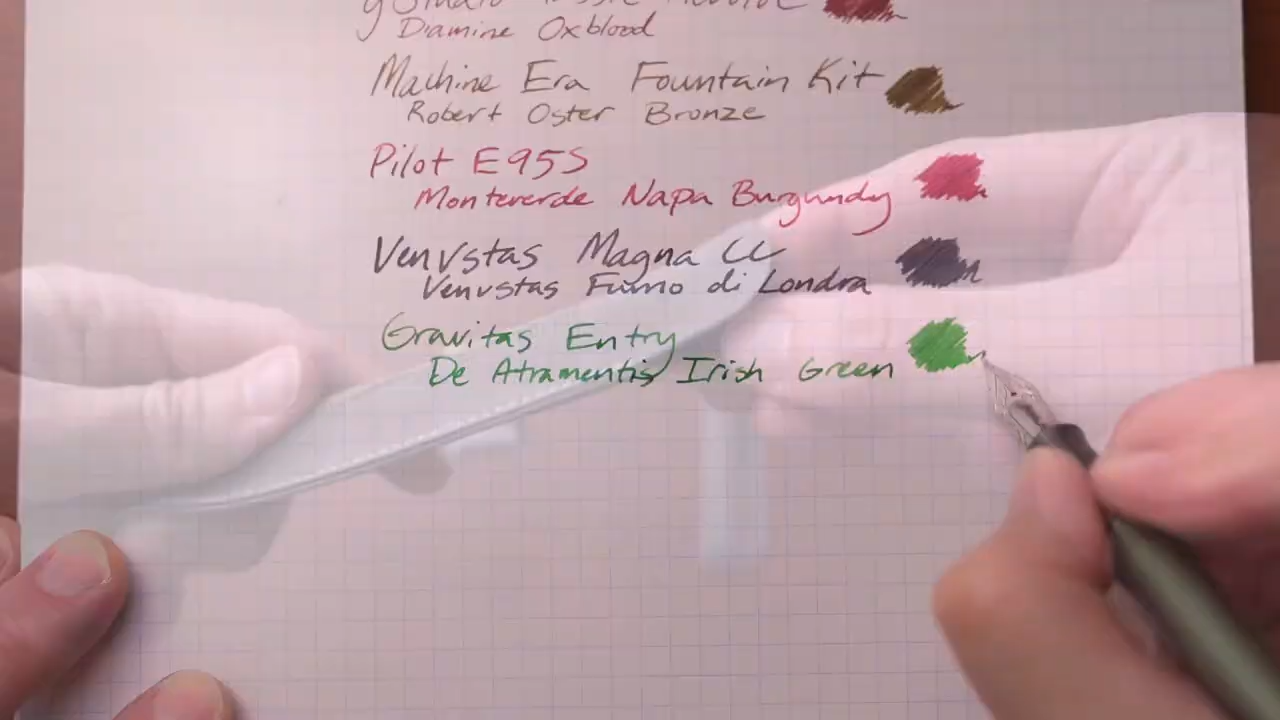 Diamine Oxblood
Machine Era Fountain Kit
Robert Oster Bronze
Pilot E95S
Monteverde Napa Burgundy
Venvstas Magna CC
Venvstas Fumo di Londra
Gravitas Entry
De Atramentis Irish Green